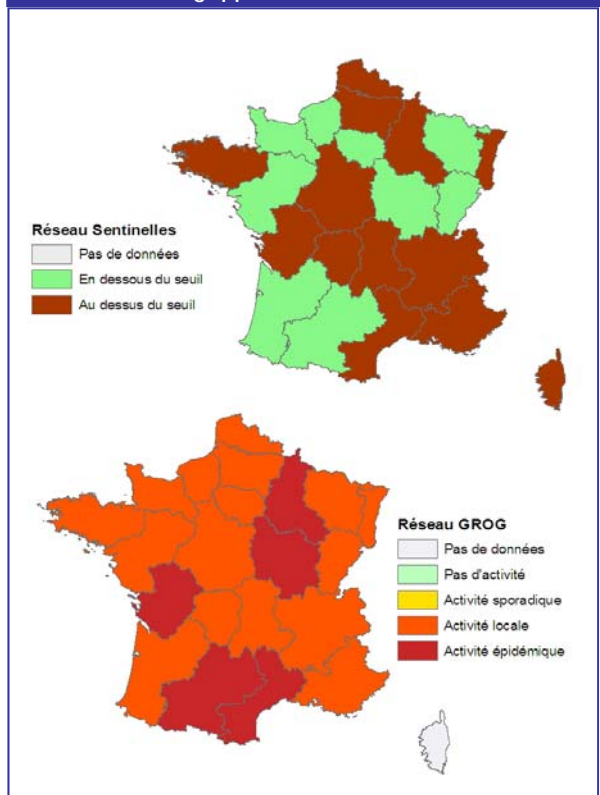 Réseau Sentinelles
Pas de données
En dessous du seuil
Au dessus du seuil
Réseau GROG
Pas de données
Pas d'activité
Activité sporadique
Activité locale
Activité épidémique